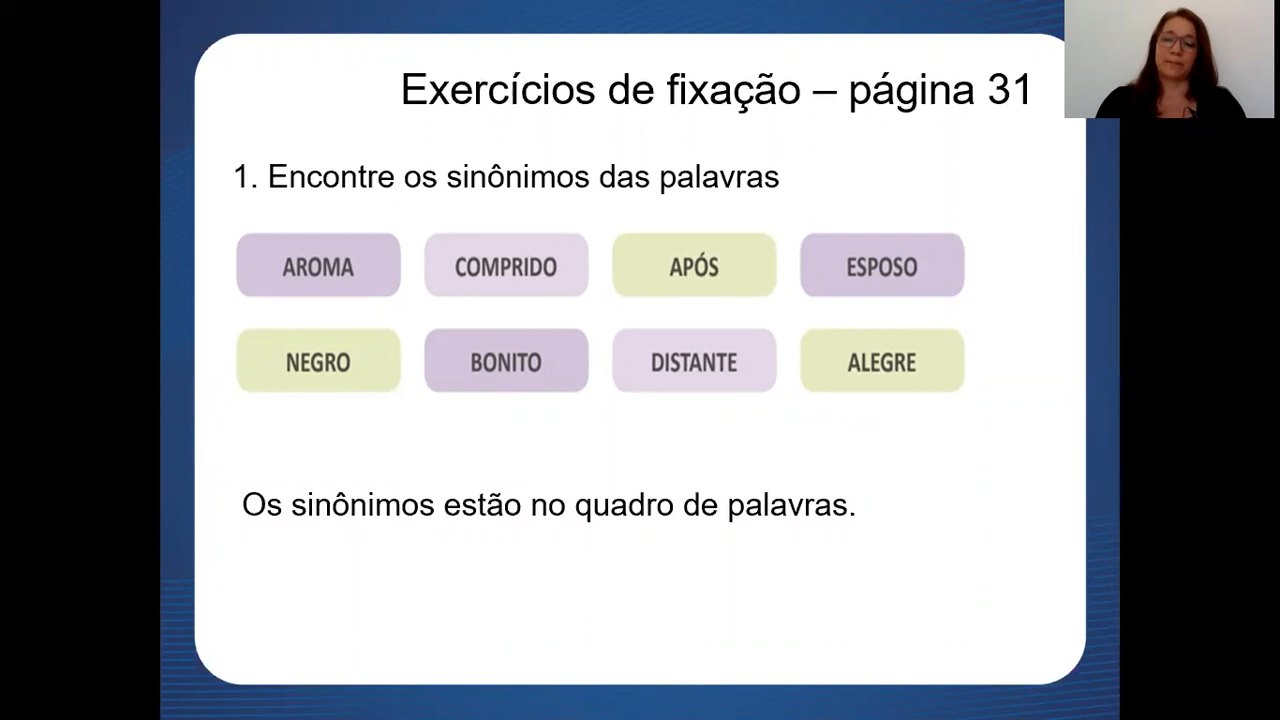 Exercícios de fixação – página 31
1. Encontre os sinônimos das palavras
AROMA COMPRIDO APÓS ESPOSO
NEGRO BONITO DISTANTE ALEGRE
Os sinônimos estão no quadro de palavras.